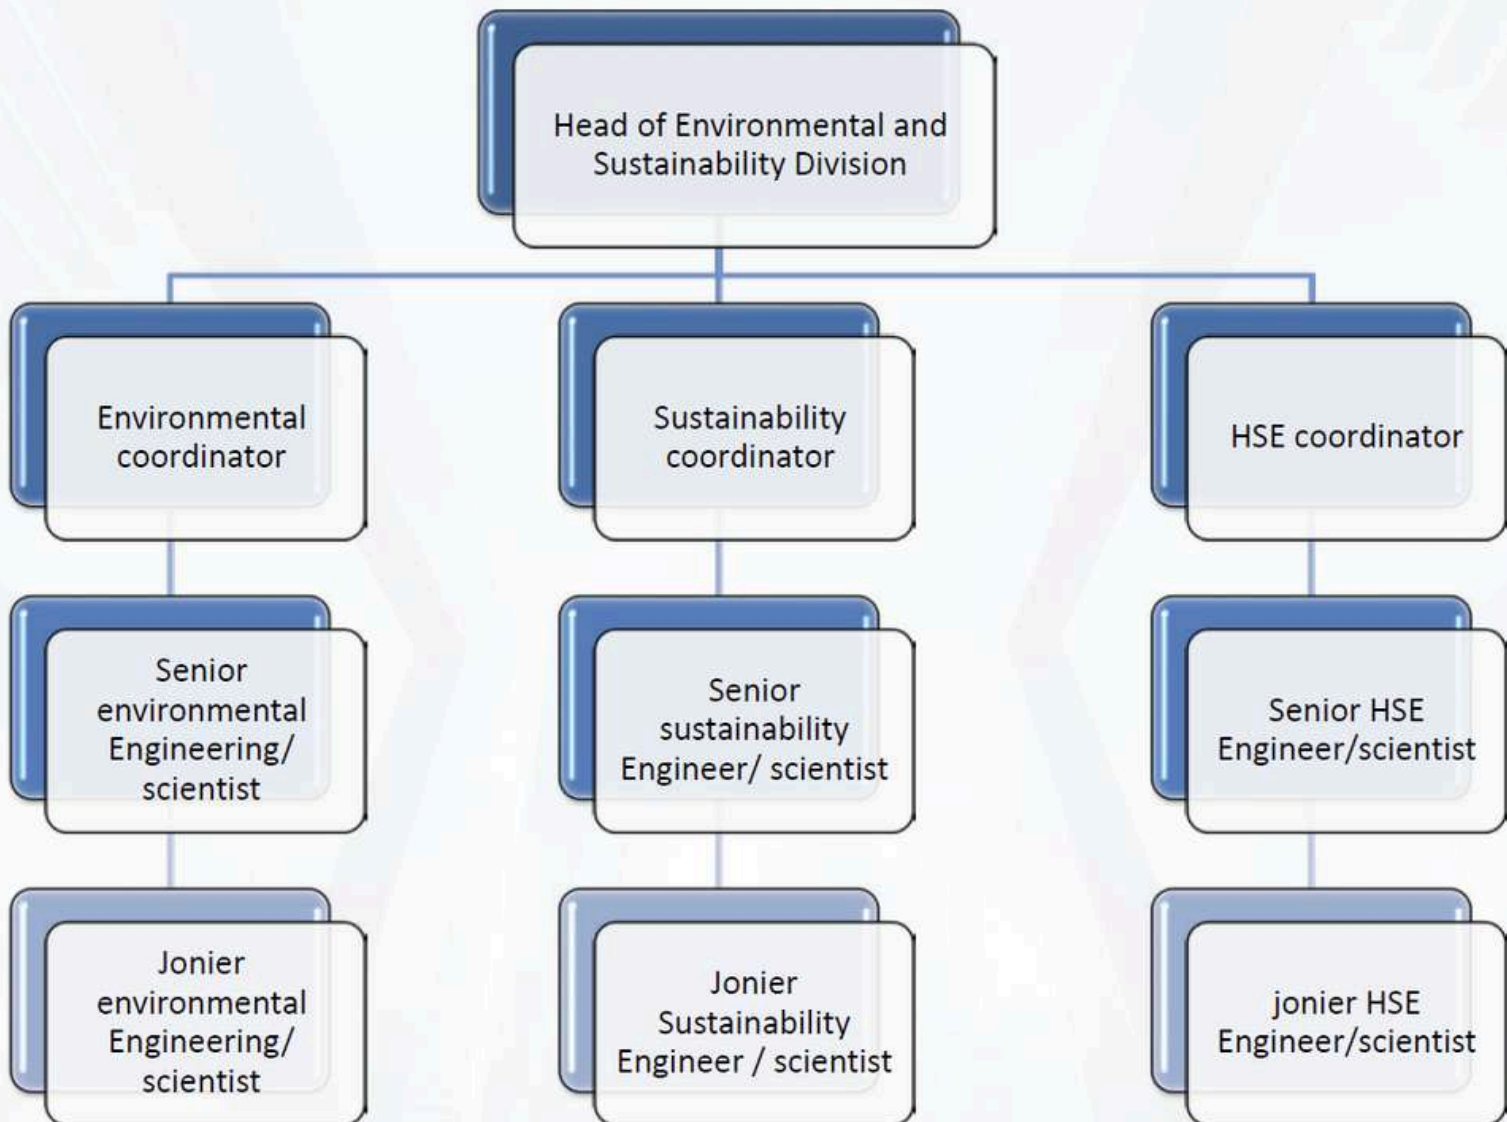 Head of Environmental and
Sustainability Division
Environmental
coordinator
Sustainability
coordinator
HSE coordinator
Senior
environmental
Engineering/
scientist
Senior
sustainability
Engineer/ scientist
Senior HSE
Engineer/scientist
Jonier
environmental
Engineering/
scientist
Jonier
Sustainability
Engineer / scientist
jonier HSE
Engineer/scientist